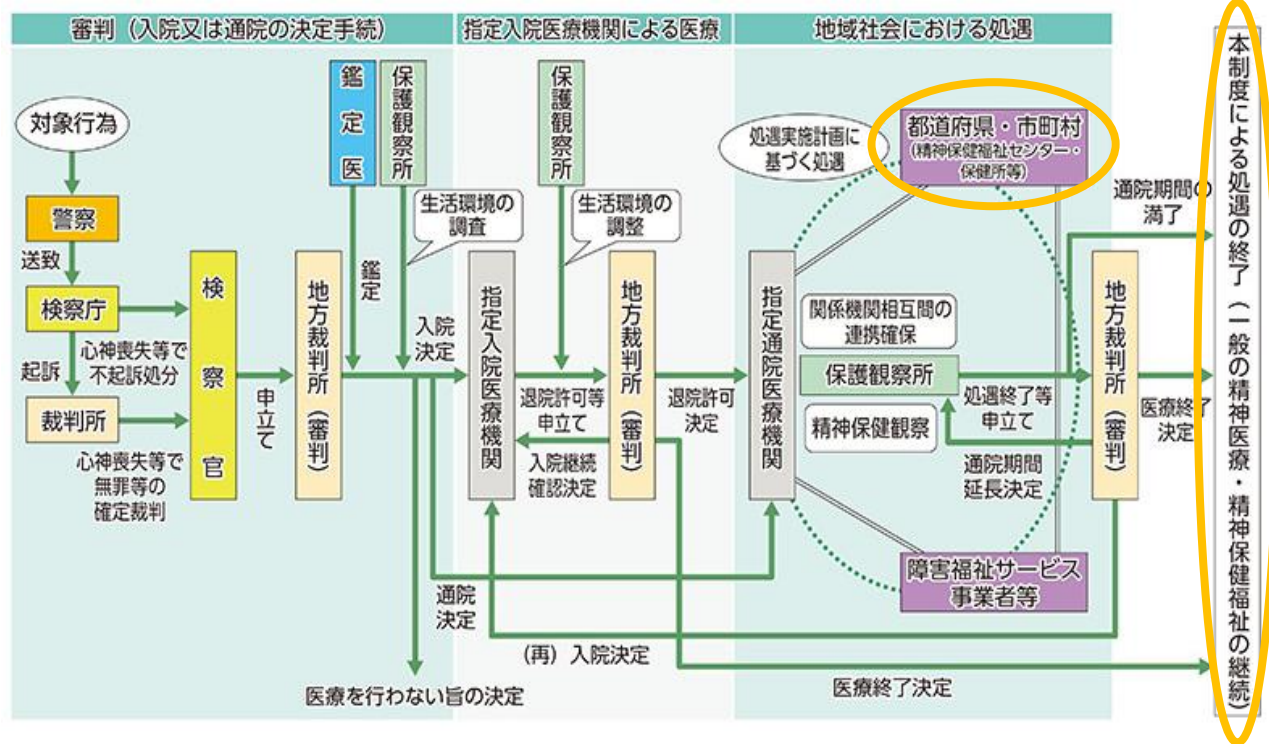 審判（入院又は通院の決定手続）
指定入院医療機関による医療
地域社会における処遇
対象行為
警察
送致
検察庁
起訴
心神喪失等で
不起訴処分
裁判所
心神喪失等で
無罪等の
確定裁判
検察官
申立て
地方裁判所（審判）
鑑定医
鑑定
保護観察所
生活環境の
調査
入院
決定
通院
決定
医療を行わない旨の決定
指定入院医療機関
保護観察所
生活環境の
調整
退院許可等
申立て
入院継続
確認決定
地方裁判所（審判）
退院許可
決定
（再）入院決定
医療終了決定
処遇実施計画に
基づく処遇
都道府県・市町村
（精神保健福祉センター・
保健所等）
指定通院医療機関
関係機関相互間の
連携確保
保護観察所
精神保健観察
処遇終了等
申立て
通院期間
延長決定
障害福祉サービス
事業者等
地方裁判所（審判）
通院期間の
満了
医療終了
決定
本制度による処遇の終了（一般の精神医療・精神保健福祉の継続）